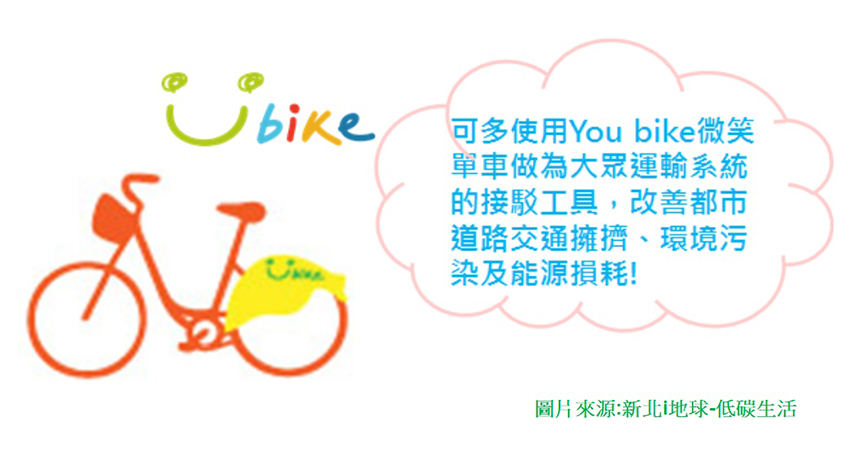 Ubike
可多使用You bike微笑
單車做為大眾運輸系統
的接駁工具，改善都市
道路交通擁擠、環境污
染及能源損耗!
Ubike
圖片來源:新北i地球-低碳生活